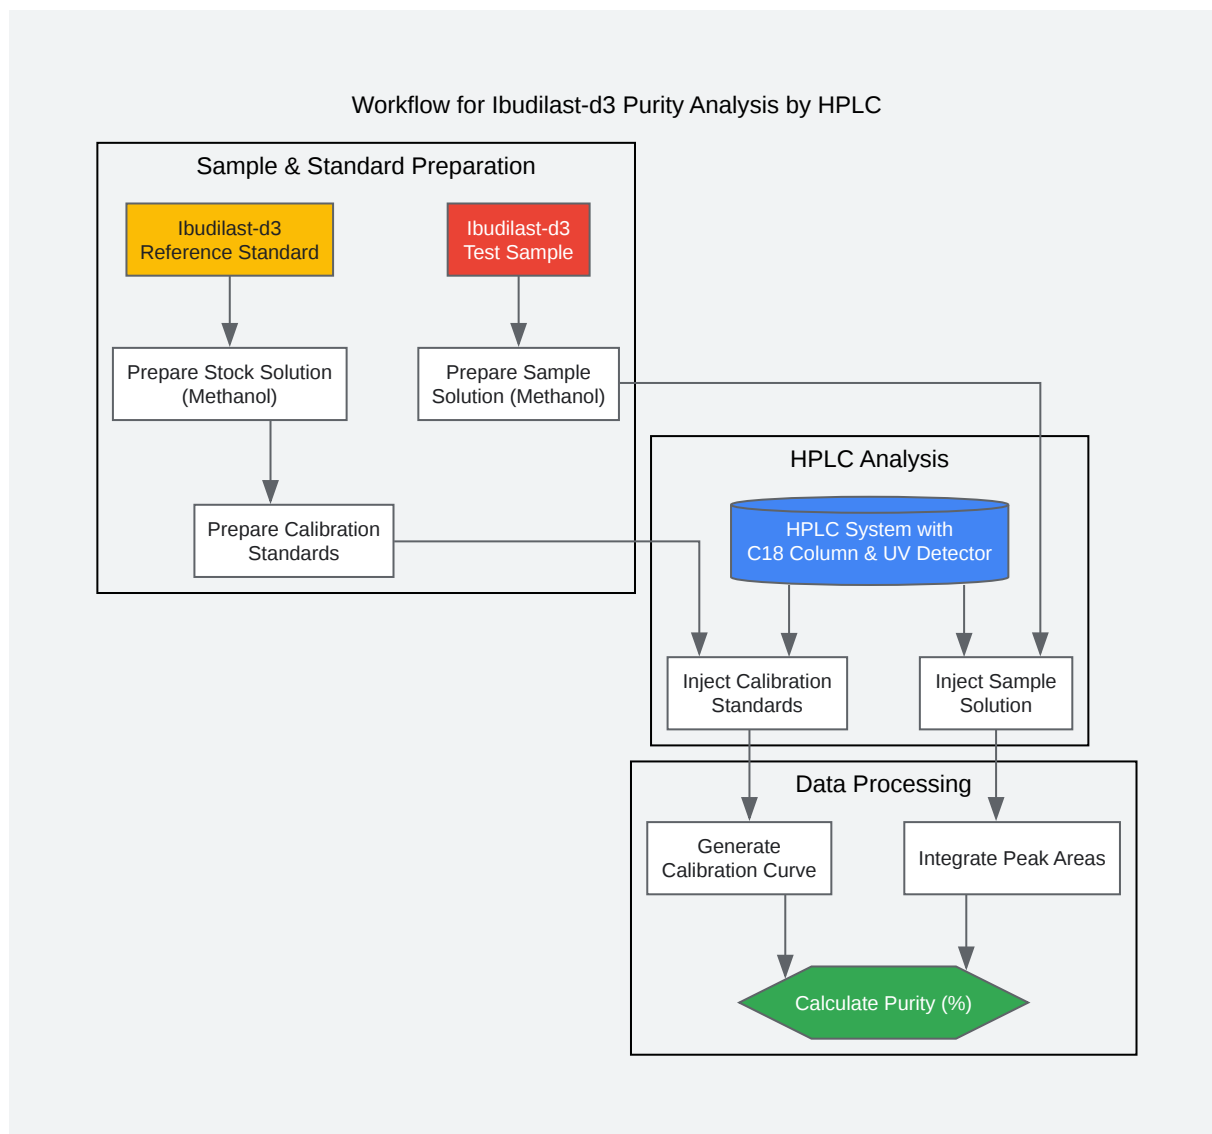 Workflow for Ibudilast-d3 Purity Analysis by HPLC
Sample & Standard Preparation
Ibudilast-d3
Reference Standard
Ibudilast-d3
Test Sample
Prepare Stock Solution
(Methanol)
Prepare Sample
Solution (Methanol)
Prepare Calibration
Standards
HPLC Analysis
HPLC System with
C18 Column & UV Detector
Inject Calibration
Standards
Inject Sample
Solution
Data Processing
Generate
Calibration Curve
Integrate Peak Areas
Calculate Purity (%)